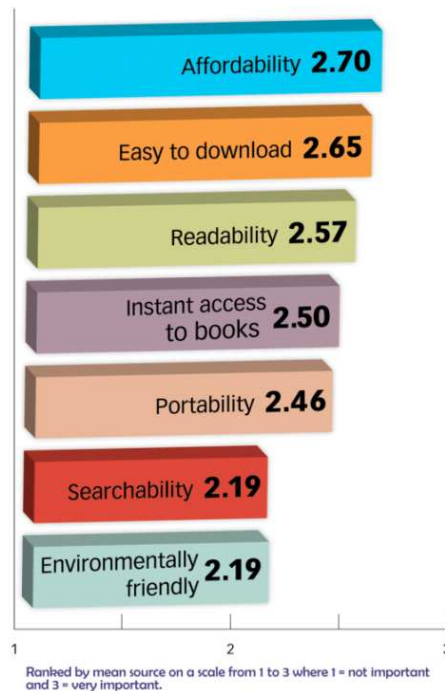 Affordability 2.70
Easy to download 2.65
Readability 2.57
Instant access
to books 2.50
Portability 2.46
Searchability 2.19
Environmentally
friendly 2.19
1 2 3
Ranked by mean source on a scale from 1 to 3 where 1 = not important
and 3 = very important.